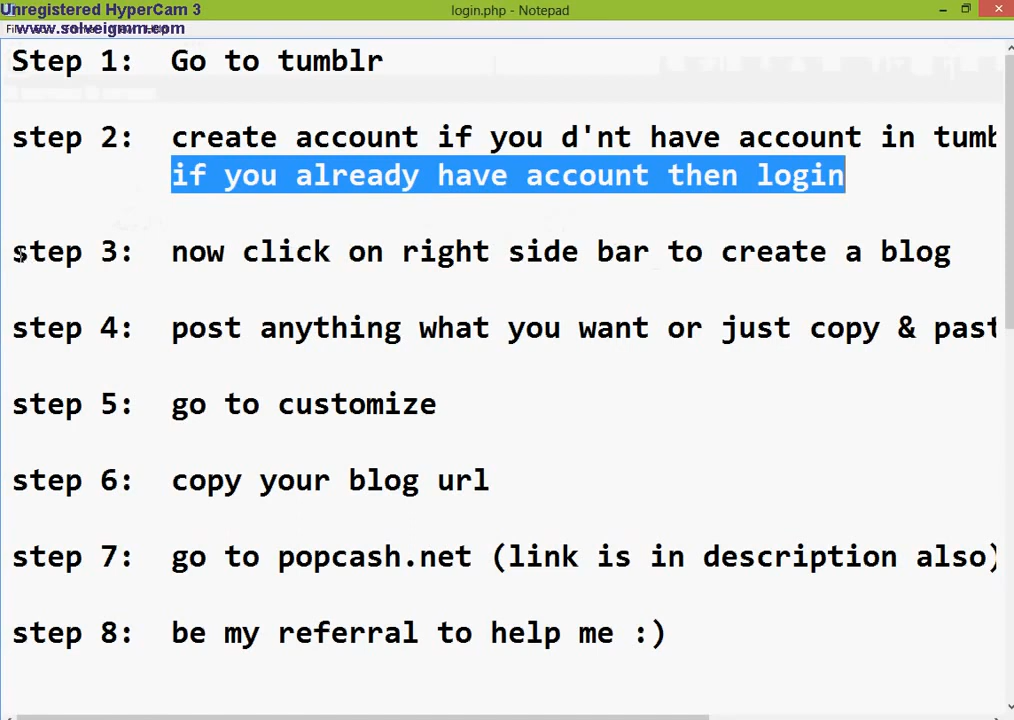 Unregistered HyperCam 3
login.php - Notepad
www.solveigmm.com
Step 1: Go to tumblr
step 2: create account if you d'nt have account in tumb
if you already have account then login
step 3: now click on right side bar to create a blog
step 4: post anything what you want or just copy & past
step 5: go to customize
step 6: copy your blog url
step 7: go to popcash.net (link is in description also)
step 8: be my referral to help me :)